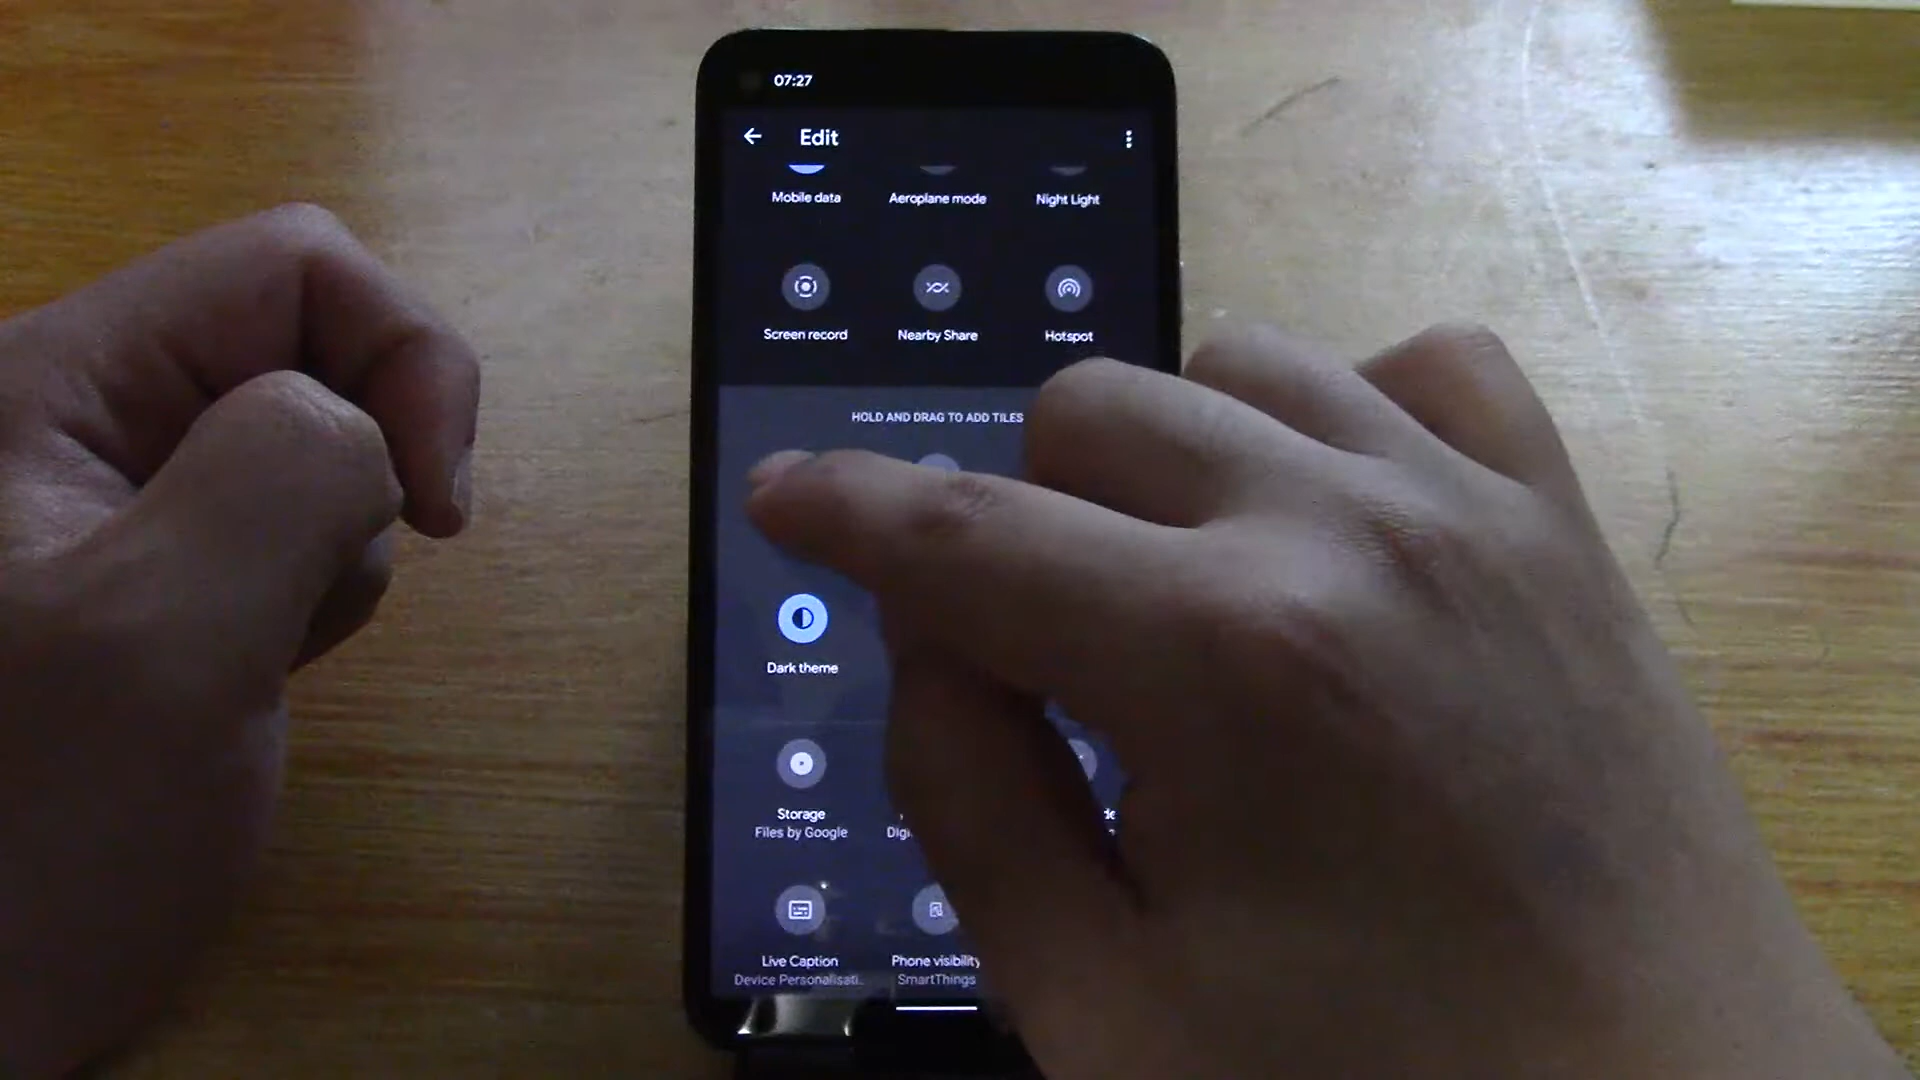 07:27
Edit
Mobile data
Aeroplane mode
Night Light
Screen record
Nearby Share
Hotspot
HOLD AND DRAG TO ADD TILES
Dark theme
Storage
Files by Google
Live Caption
Device Personalisati..
Phone visibility
SmartThings